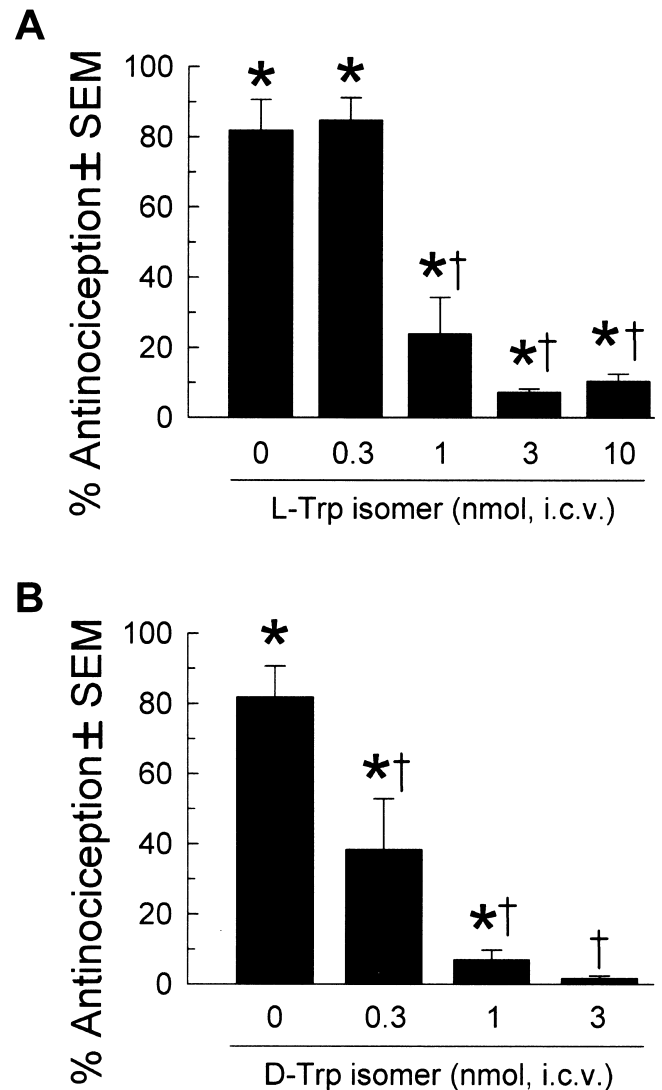 A
% Antinociception ± SEM
100
80
60
40
20
0
*
*
*†
*†
*†
0 0.3 1 3 10
L-Trp isomer (nmol, i.c.v.)
B
% Antinociception ± SEM
100
80
60
40
20
0
*
*†
*†
†
0 0.3 1 3
D-Trp isomer (nmol, i.c.v.)